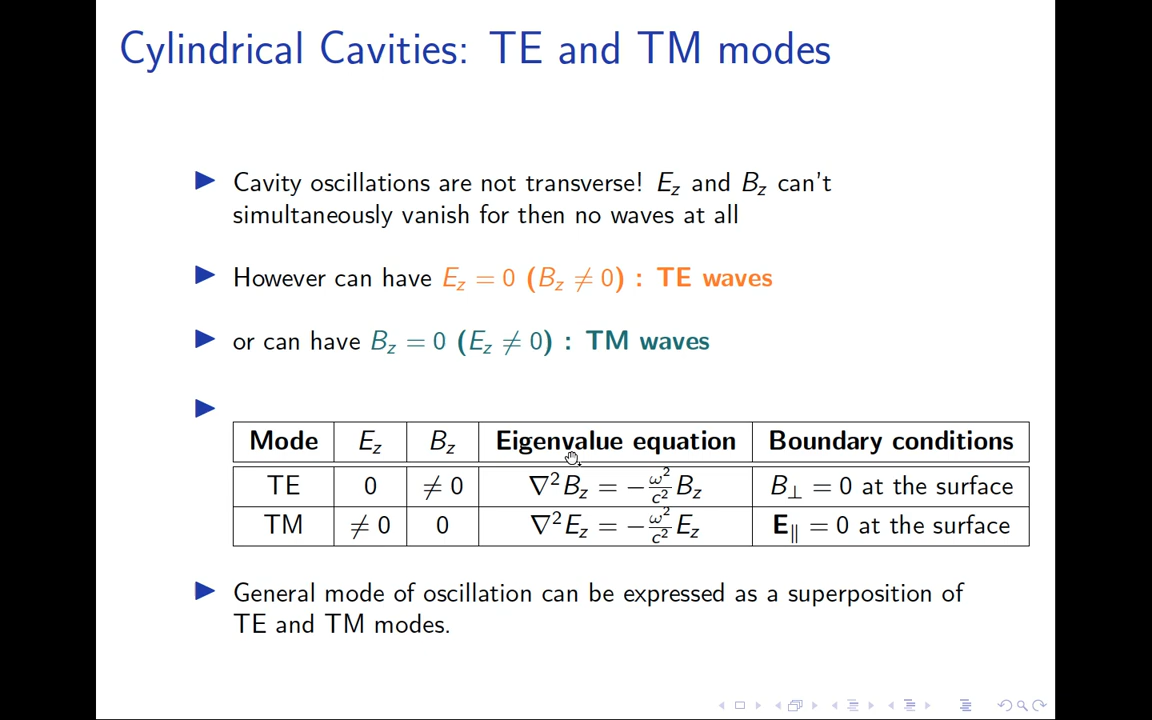 Cylindrical Cavities: TE and TM modes
▶ Cavity oscillations are not transverse! E_z and B_z can't
simultaneously vanish for then no waves at all
▶ However can have E_z = 0 (B_z ≠ 0) : TE waves
▶ or can have B_z = 0 (E_z ≠ 0) : TM waves
▶
Mode E_z B_z Eigenvalue equation Boundary conditions
TE 0 ≠ 0 ∇²B_z = −ω²/c² B_z B_⊥ = 0 at the surface
TM ≠ 0 0 ∇²E_z = −ω²/c² E_z E_∥ = 0 at the surface
▶ General mode of oscillation can be expressed as a superposition of
TE and TM modes.